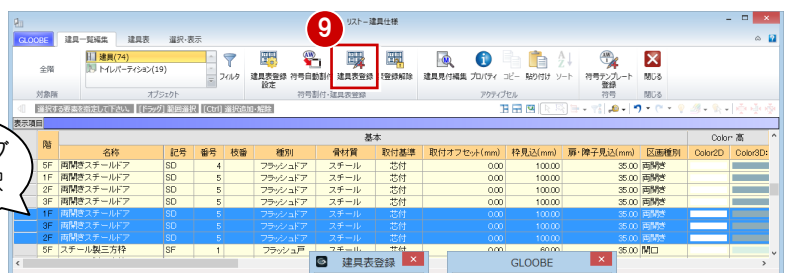 9
リスト－建具仕様
GLOOBE 建具一覧編集 建具表 選択・表示
全階
対象階
建具(74)
トイレパーティション(19)
オブジェクト
フィルタ
建具表登録 設定
符号自動割付
建具表登録
登録解除
符号割付・建具表登録
建具見付編集 プロパティ コピー 貼り付け ソート
アクティブセル
符号テンプレート 登録
符号
閉じる
閉じる
選択する要素を指定して下さい。 [ドラッグ] 範囲選択 [Ctrl] 選択追加・解除
表示項目
階 基本 Color・高
名称 記号 番号 枝番 種別 骨材質 取付基準 取付オフセット(mm) 枠見込(mm) 扉・障子見込(mm) 区画種別 Color2D Color3D:
5F 両開きスチールドア SD 4 フラッシュドア スチール 芯付 0.00 100.00 35.00 両開き
1F 両開きスチールドア SD 5 フラッシュドア スチール 芯付 0.00 100.00 35.00 両開き
2F 両開きスチールドア SD 5 フラッシュドア スチール 芯付 0.00 100.00 35.00 両開き
3F 両開きスチールドア SD 5 フラッシュドア スチール 芯付 0.00 100.00 35.00 両開き
1F 両開きスチールドア SD 5 フラッシュドア スチール 芯付 0.00 100.00 35.00 両開き
3F 両開きスチールドア SD 5 フラッシュドア スチール 芯付 0.00 100.00 35.00 両開き
2F 両開きスチールドア SD 5 フラッシュドア スチール 芯付 0.00 100.00 35.00 両開き
5F スチール製三方枠 SF 1 フラッシュ戸 スチール 芯付 0.00 60.00 35.00 開口
建具表登録
GLOOBE